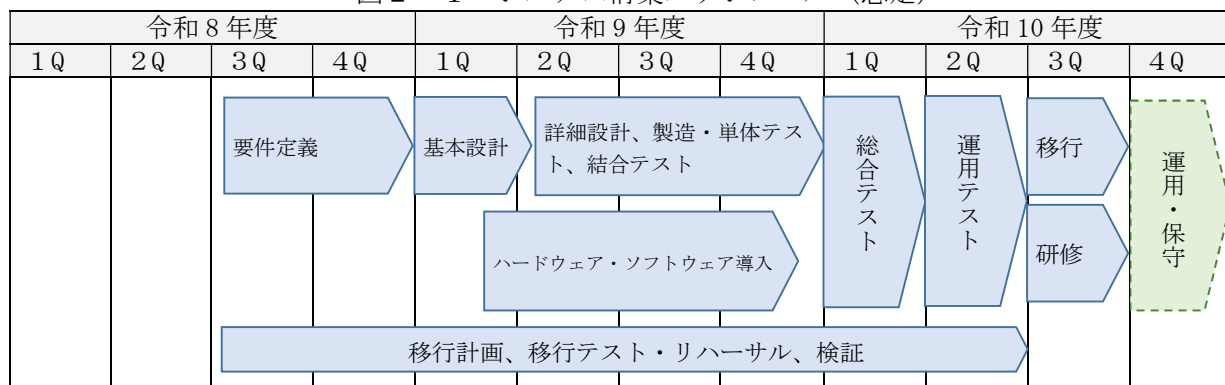 令和８年度 令和９年度 令和 10 年度
１Q ２Q ３Q ４Q １Q ２Q ３Q ４Q １Q ２Q ３Q ４Q
要件定義
基本設計
詳細設計、製造・単体テス
ト、結合テスト
ハードウェア・ソフトウェア導入
総合テスト
運用テスト
移行
研修
運用・保守
移行計画、移行テスト・リハーサル、検証